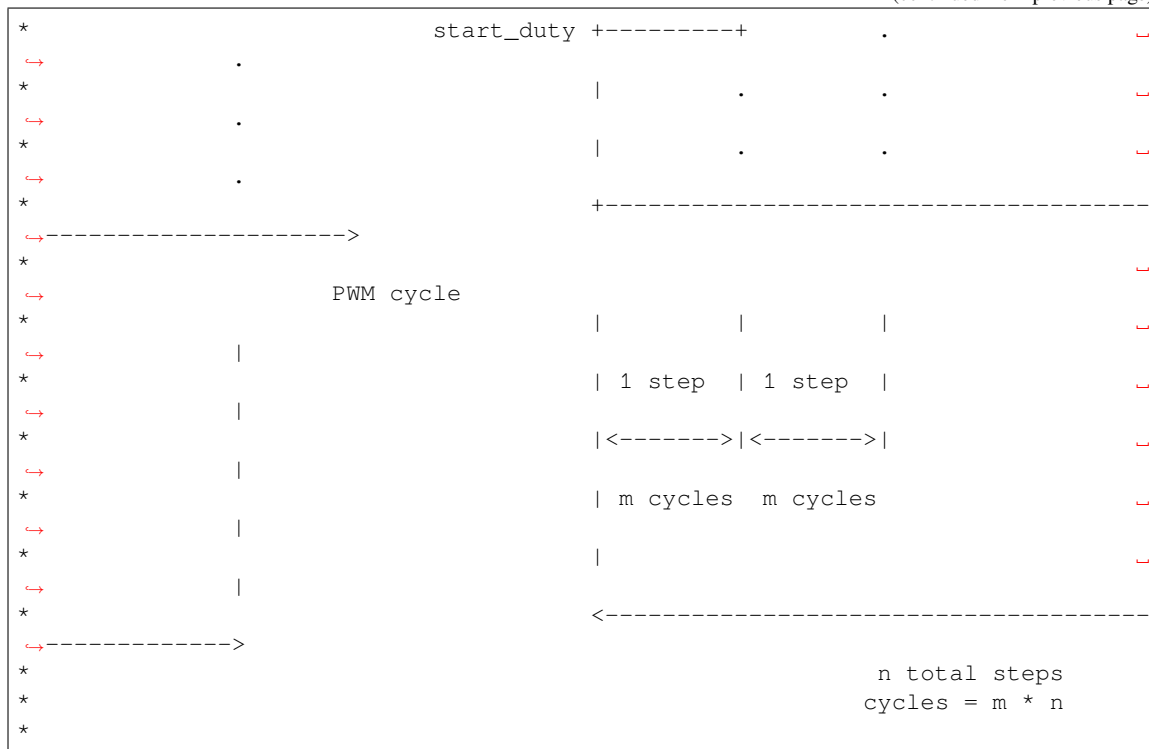 *                            start_duty +---------+         .                 ␣
↪             .
*                                       |         .         .                 ␣
↪             .
*                                       |         .         .                 ␣
↪             .
*                                       +--------------------------------------
↪--------------------->
*                                                                             ␣
↪                    PWM cycle
*                                       |         |         |                 ␣
↪             |
*                                       | 1 step  | 1 step  |                 ␣
↪             |
*                                       |<------->|<------->|                 ␣
↪             |
*                                       | m cycles  m cycles                  ␣
↪             |
*                                       |                                     ␣
↪             |
*                                       <--------------------------------------
↪------------->
*                                                           n total steps
*                                                          cycles = m * n
*